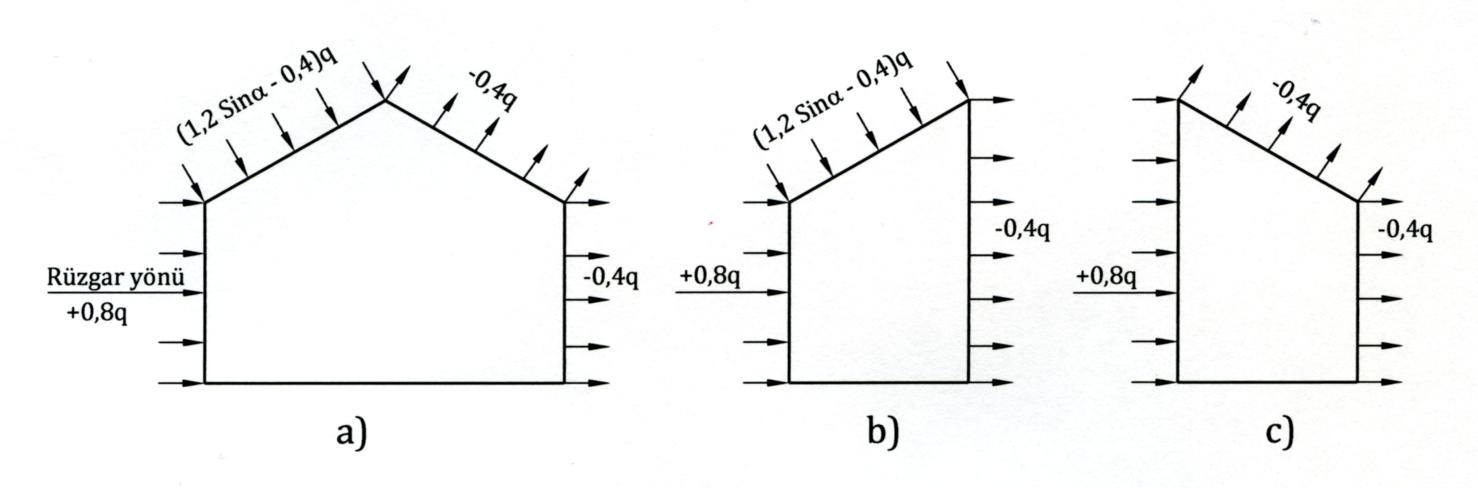 (1,2 Sinα - 0,4)q
-0,4q
Rüzgar yönü
+0,8q
-0,4q
a)
(1,2 Sinα - 0,4)q
+0,8q
-0,4q
b)
-0,4q
+0,8q
-0,4q
c)